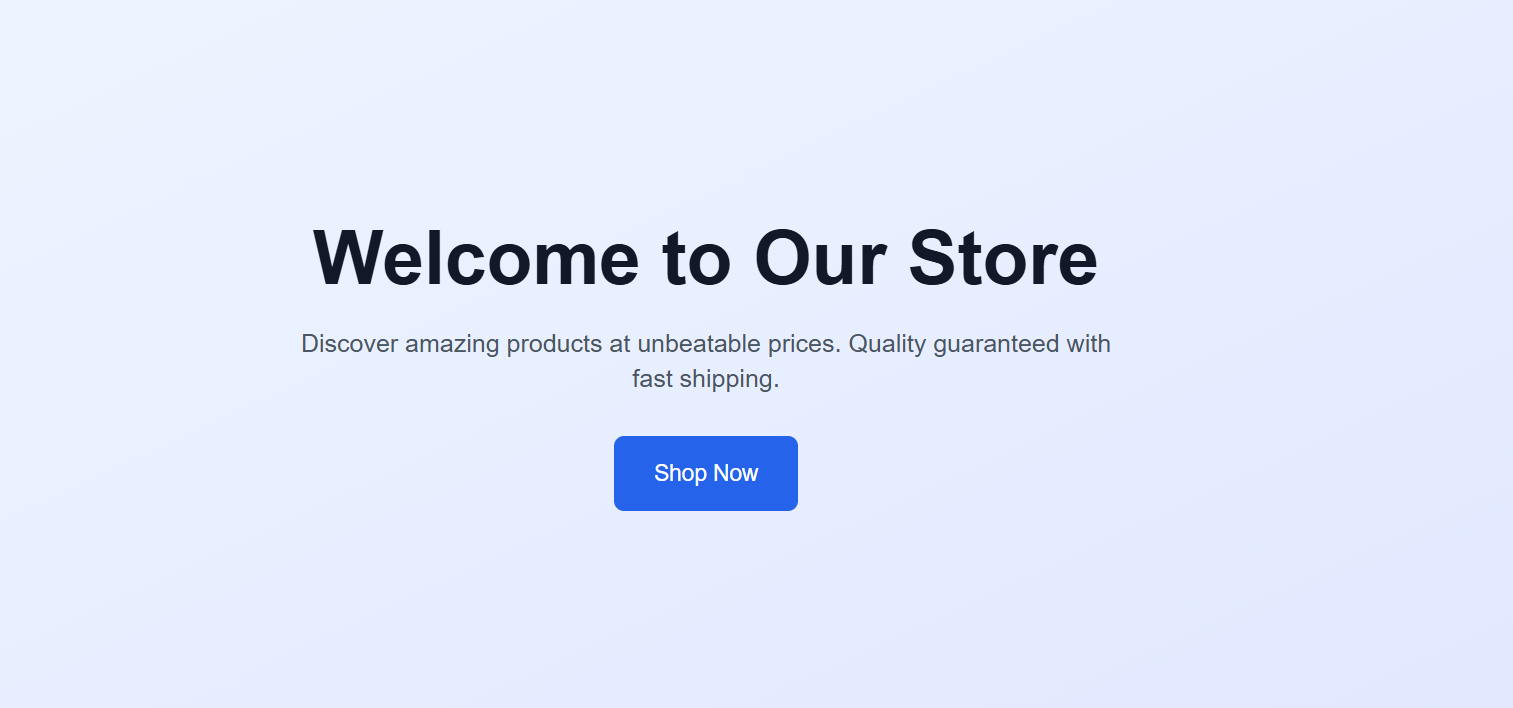 Welcome to Our Store
Discover amazing products at unbeatable prices. Quality guaranteed with
fast shipping.
Shop Now